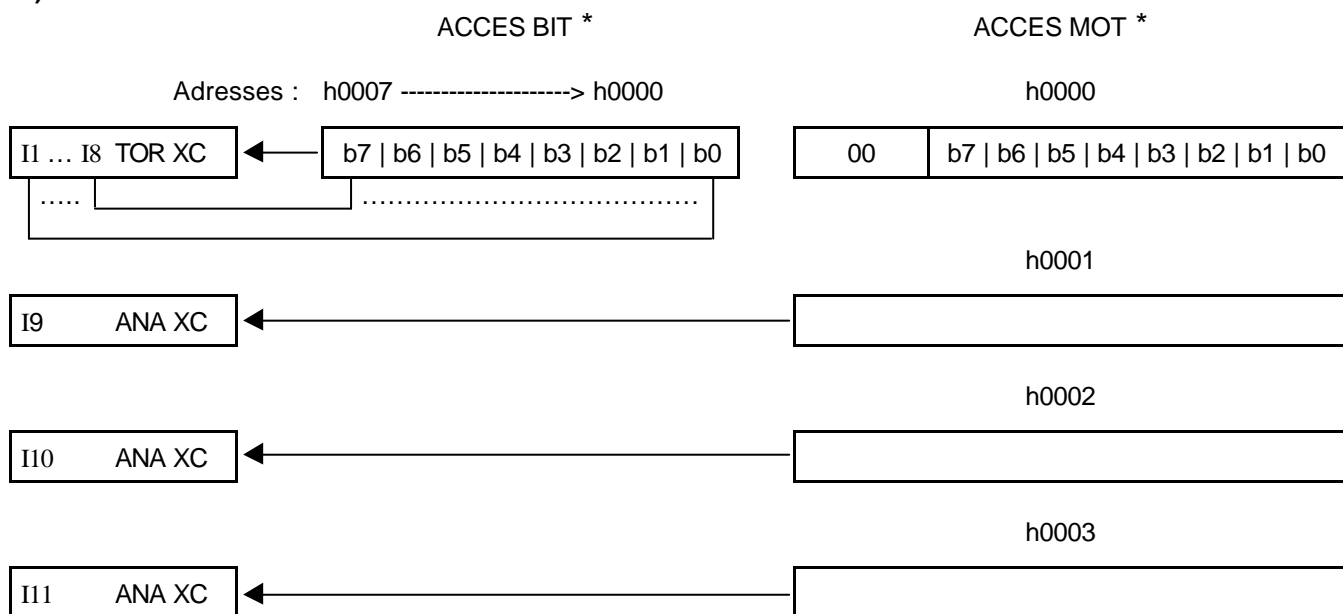 ACCES BIT * ACCES MOT *
Adresses : h0007 ---------------------> h0000 h0000
I1 … I8 TOR XC b7 | b6 | b5 | b4 | b3 | b2 | b1 | b0 00 b7 | b6 | b5 | b4 | b3 | b2 | b1 | b0
….. …………………………………
h0001
I9 ANA XC
h0002
I10 ANA XC
h0003
I11 ANA XC